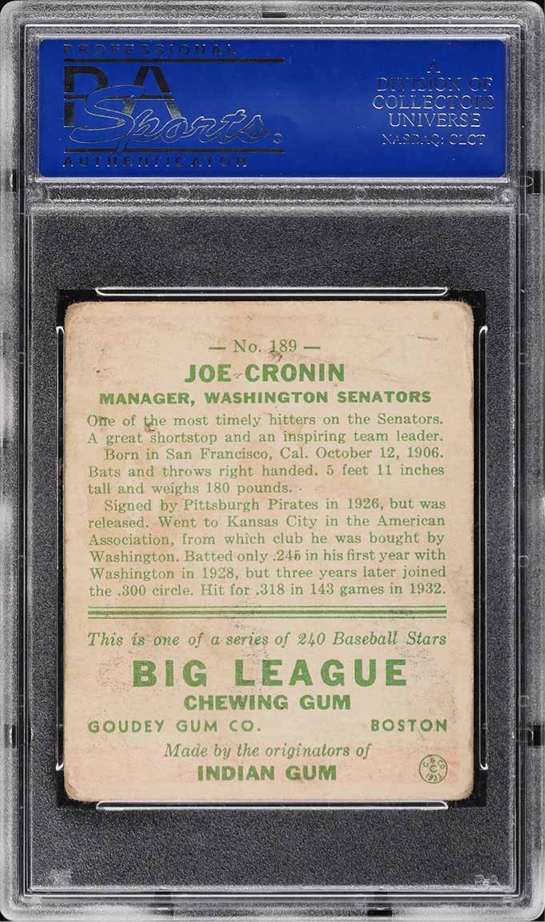 PROFESSIONAL
PSA
Sports
AUTHENTICATOR
A
DIVISION OF
COLLECTORS
UNIVERSE
NASDAQ: CLCT
— No. 189 —
JOE CRONIN
MANAGER, WASHINGTON SENATORS
One of the most timely hitters on the Senators.
A great shortstop and an inspiring team leader.
Born in San Francisco, Cal. October 12, 1906.
Bats and throws right handed. 5 feet 11 inches
tall and weighs 180 pounds.
Signed by Pittsburgh Pirates in 1926, but was
released. Went to Kansas City in the American
Association, from which club he was bought by
Washington. Batted only .245 in his first year with
Washington in 1928, but three years later joined
the .300 circle. Hit for .318 in 143 games in 1932.
This is one of a series of 240 Baseball Stars
BIG LEAGUE
CHEWING GUM
GOUDEY GUM CO. BOSTON
Made by the originators of
INDIAN GUM
G. G. CO.
C
1933